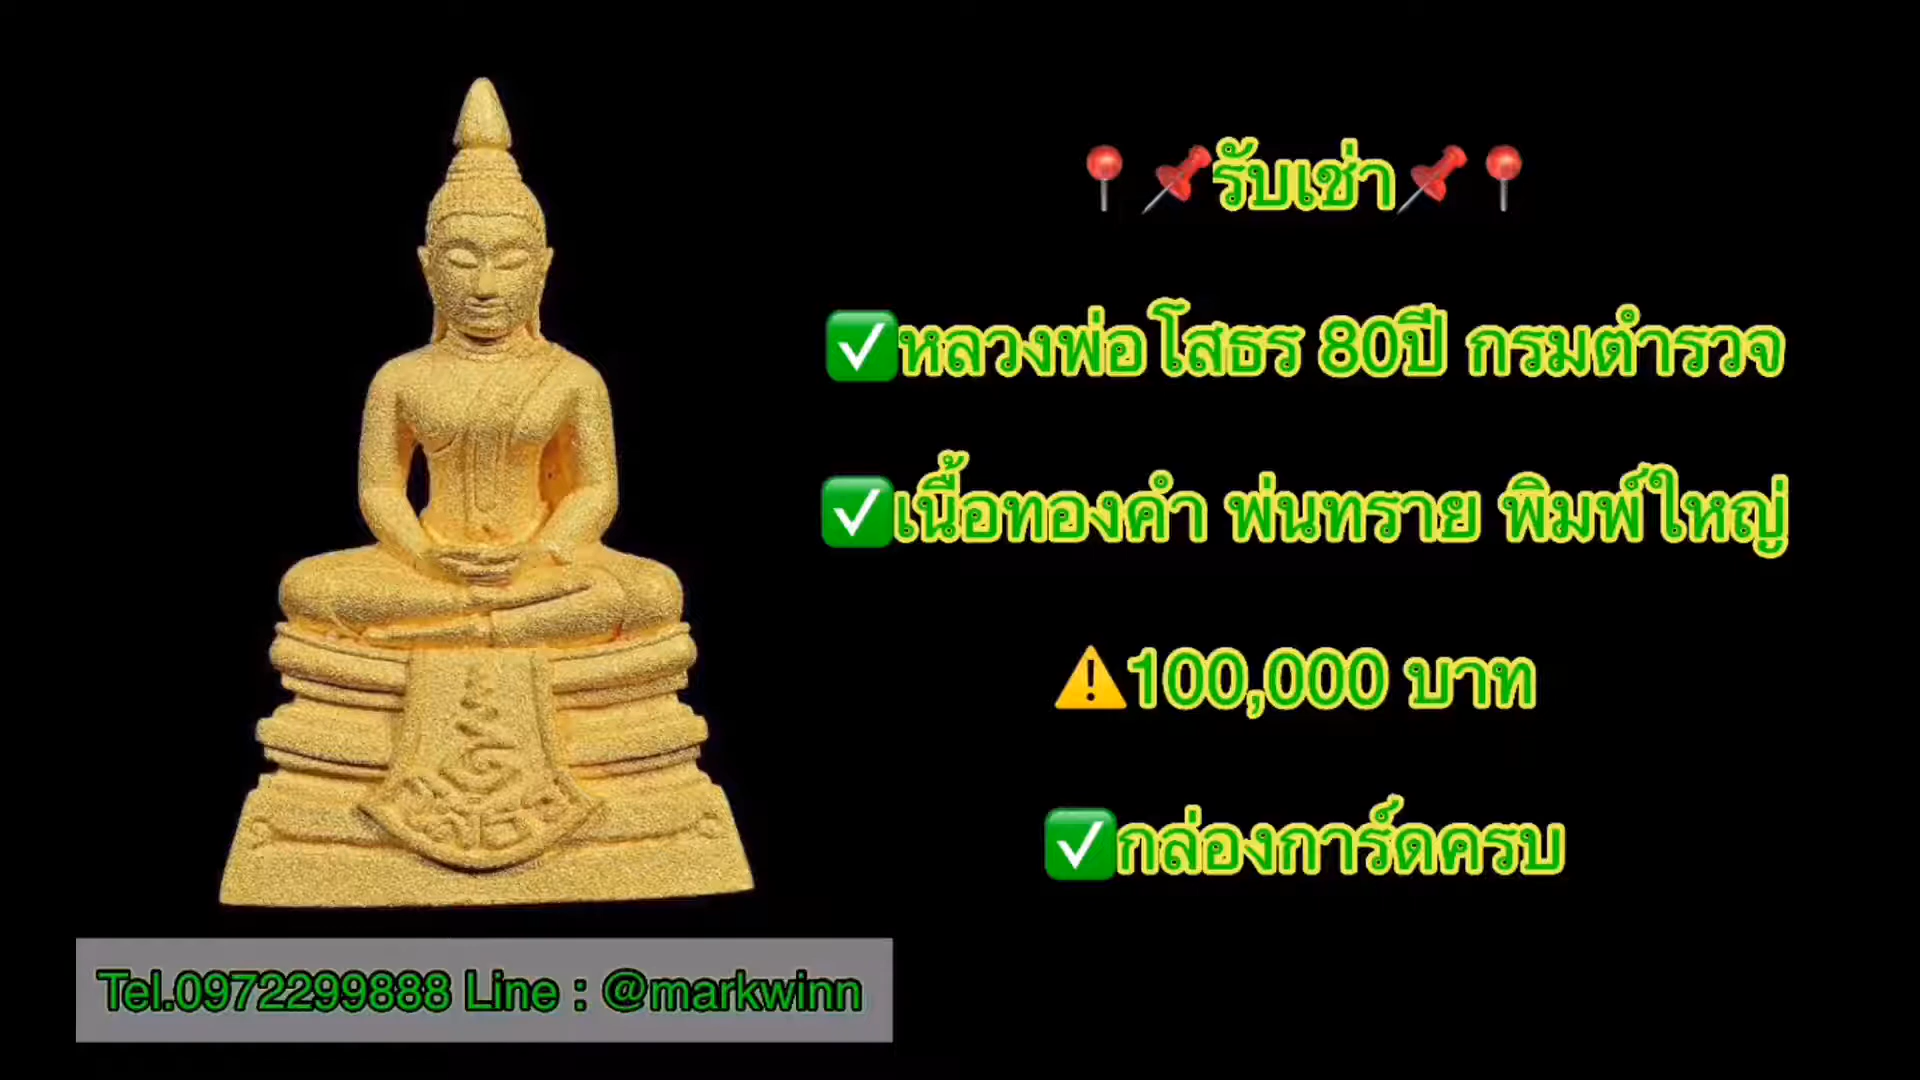 📍📌รับเช่า📌📍
✅หลวงพ่อโสธร 80ปี กรมตำรวจ
✅เนื้อทองคำ พ่นทราย พิมพ์ใหญ่
⚠️100,000 บาท
✅กล่องการ์ดครบ
Tel.0972299888 Line : @markwinn